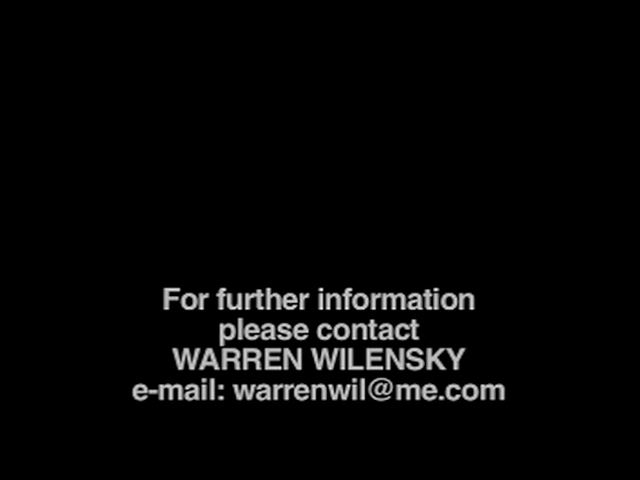 For further information
please contact
WARREN WILENSKY
e-mail: warrenwil@me.com